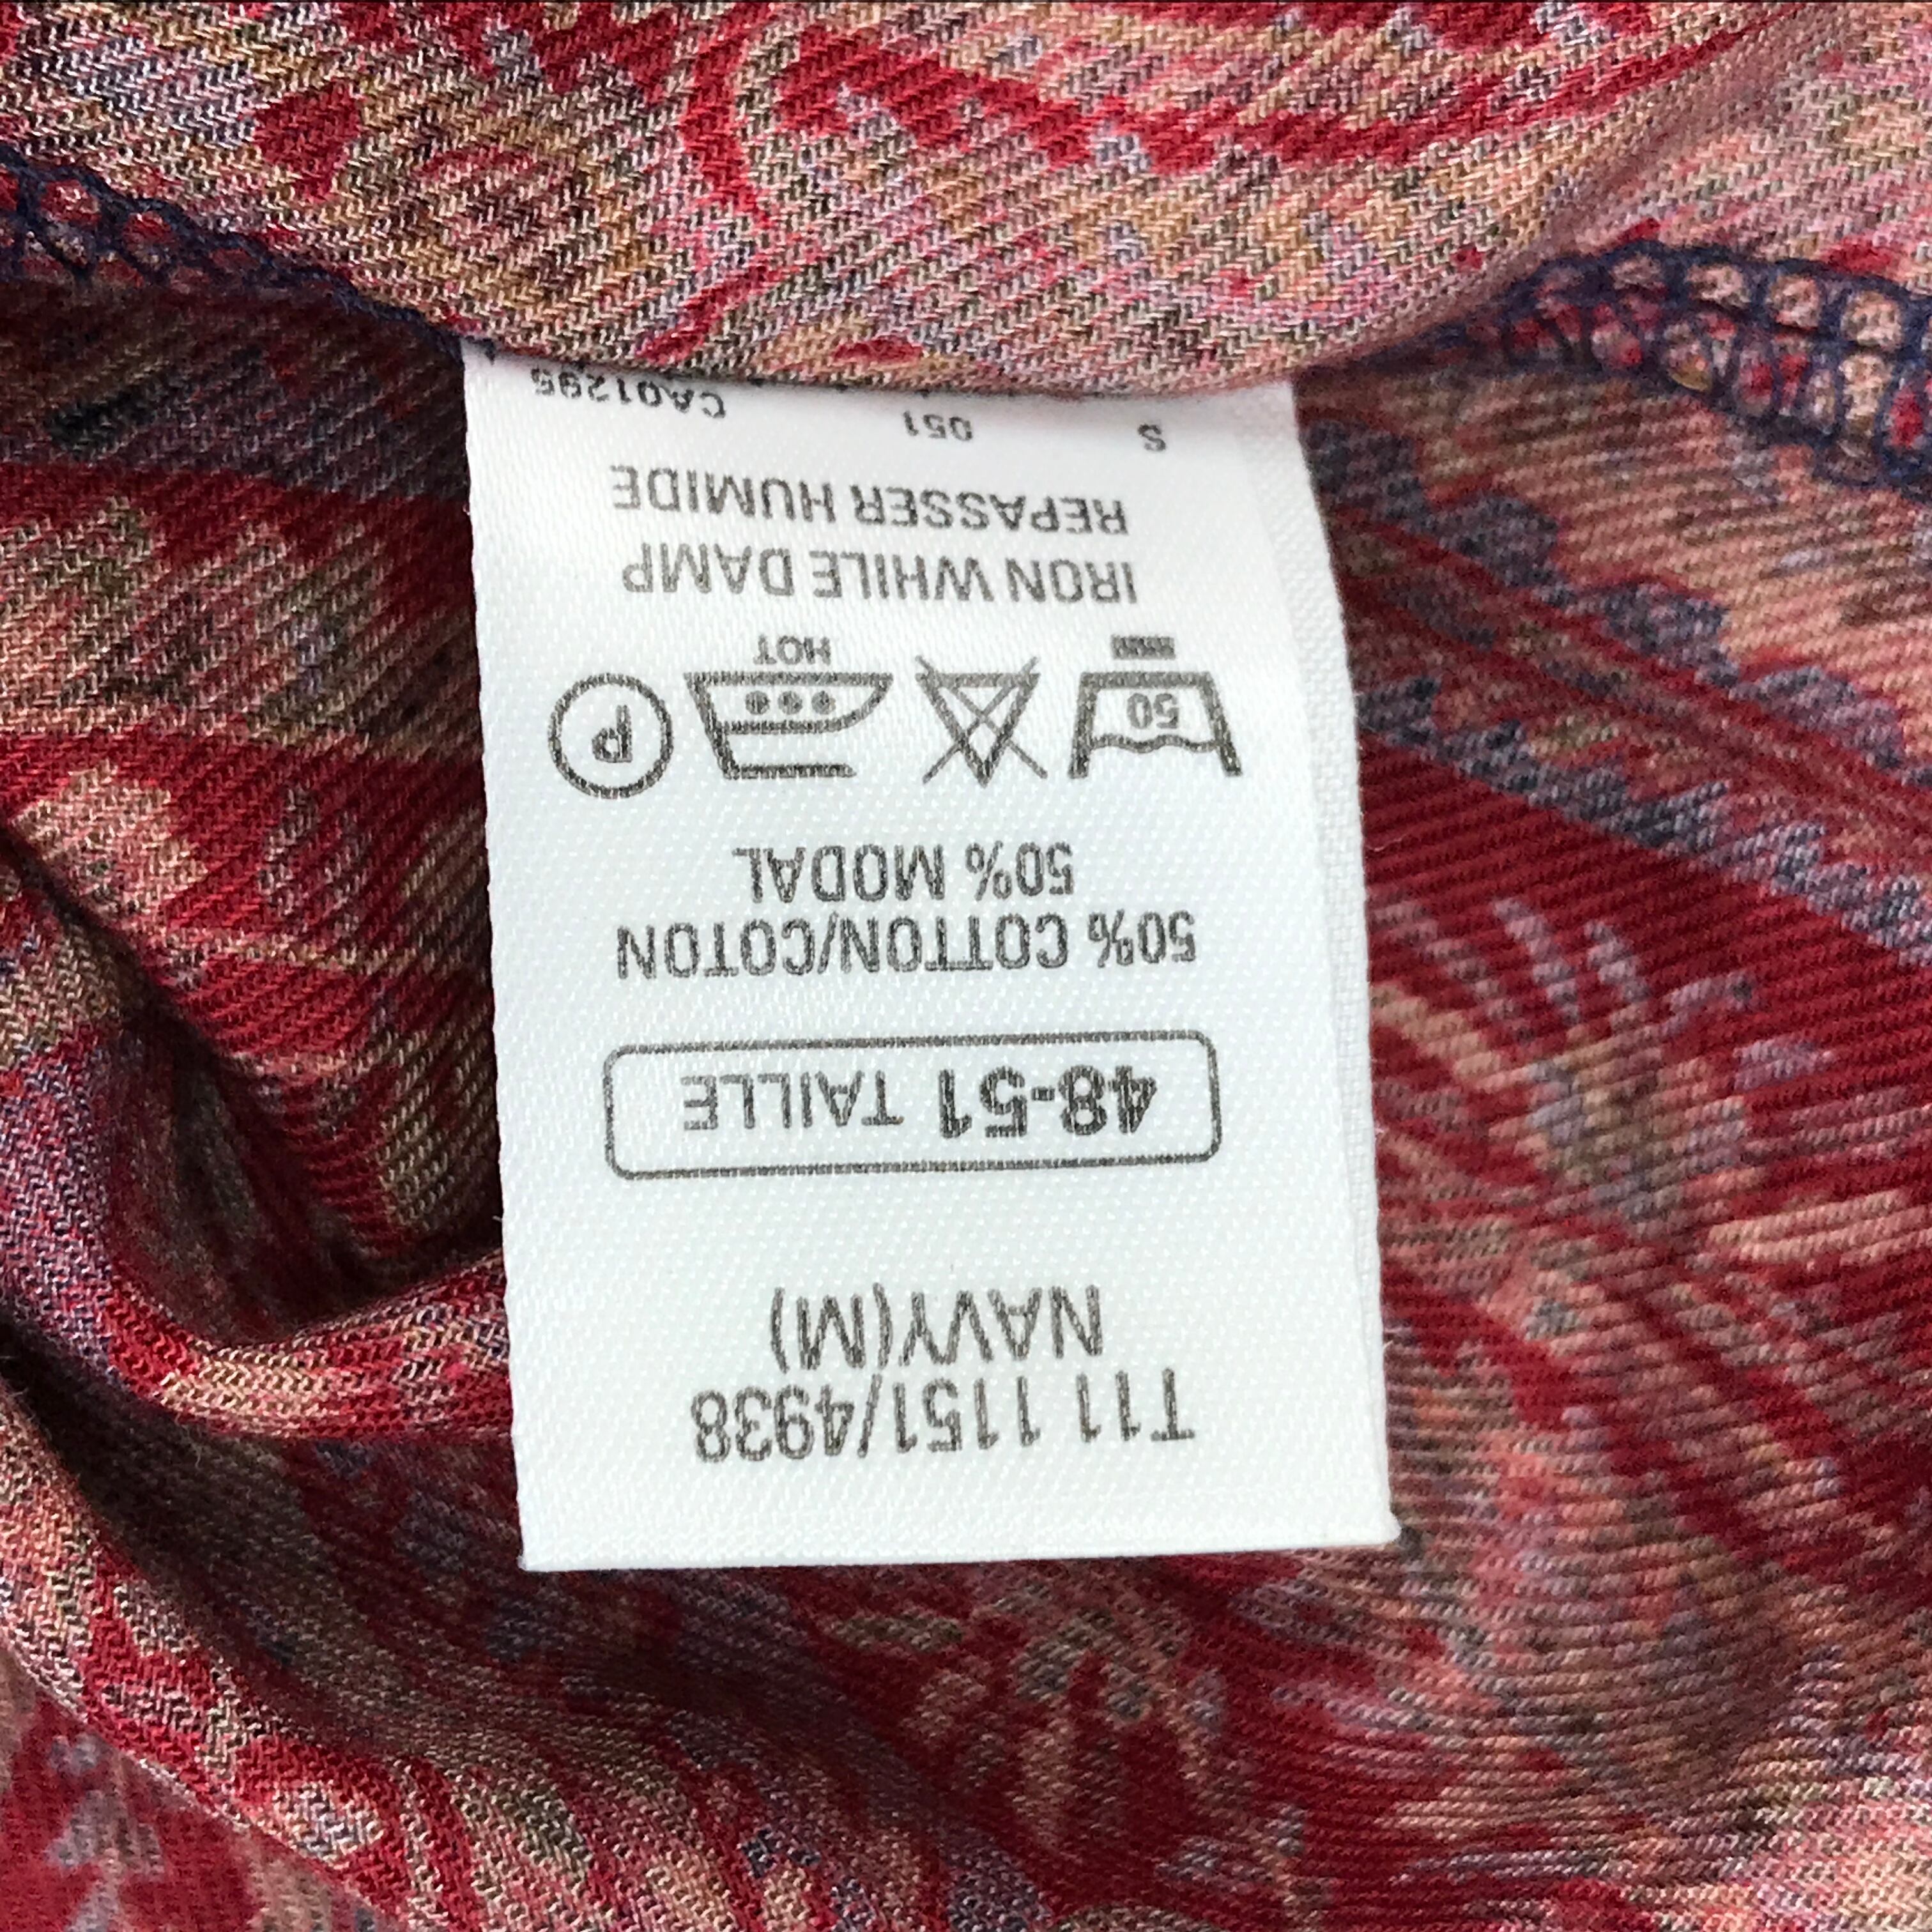 T11 1151/4938
NAVY(M)
48-51 TAILLE
50% COTTON/COTON
50% MODAL
50 P
HOT
IRON WHILE DAMP
REPASSER HUMIDE
S 051 CA01295